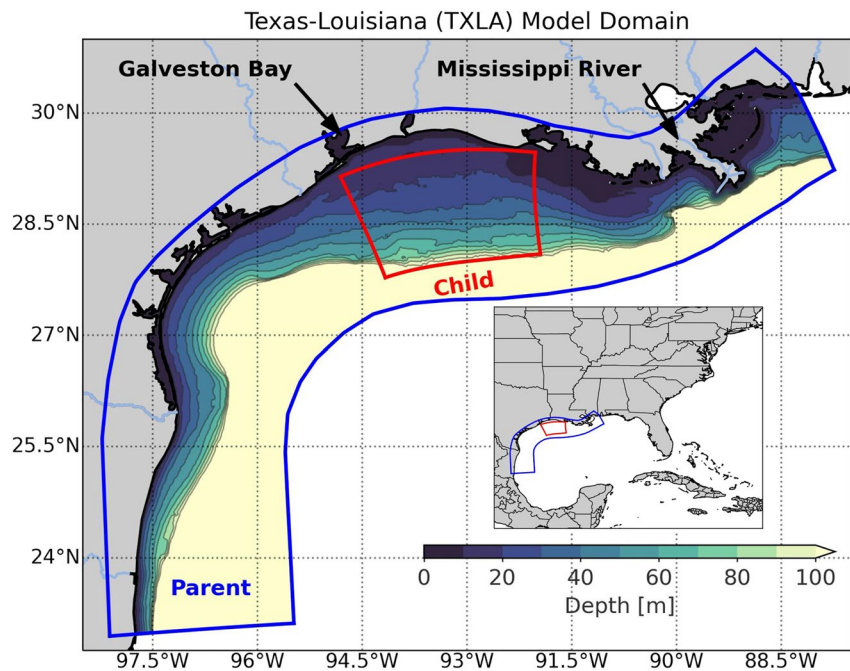 Texas-Louisiana (TXLA) Model Domain
Galveston Bay
Mississippi River
30°N
28.5°N
Child
27°N
25.5°N
24°N
Parent
0 20 40 60 80 100
Depth [m]
97.5°W 96°W 94.5°W 93°W 91.5°W 90°W 88.5°W